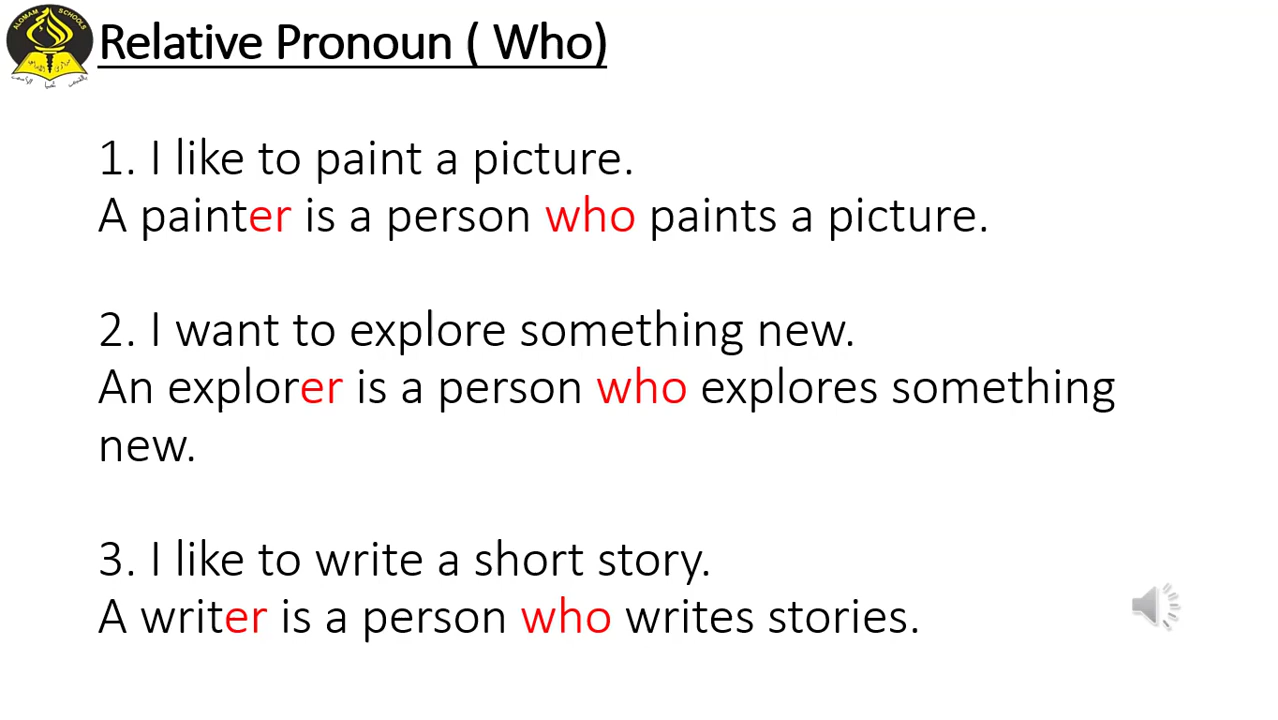 ALOMAM SCHOOLS
Relative Pronoun ( Who)
1. I like to paint a picture.
A painter is a person who paints a picture.
2. I want to explore something new.
An explorer is a person who explores something
new.
3. I like to write a short story.
A writer is a person who writes stories.